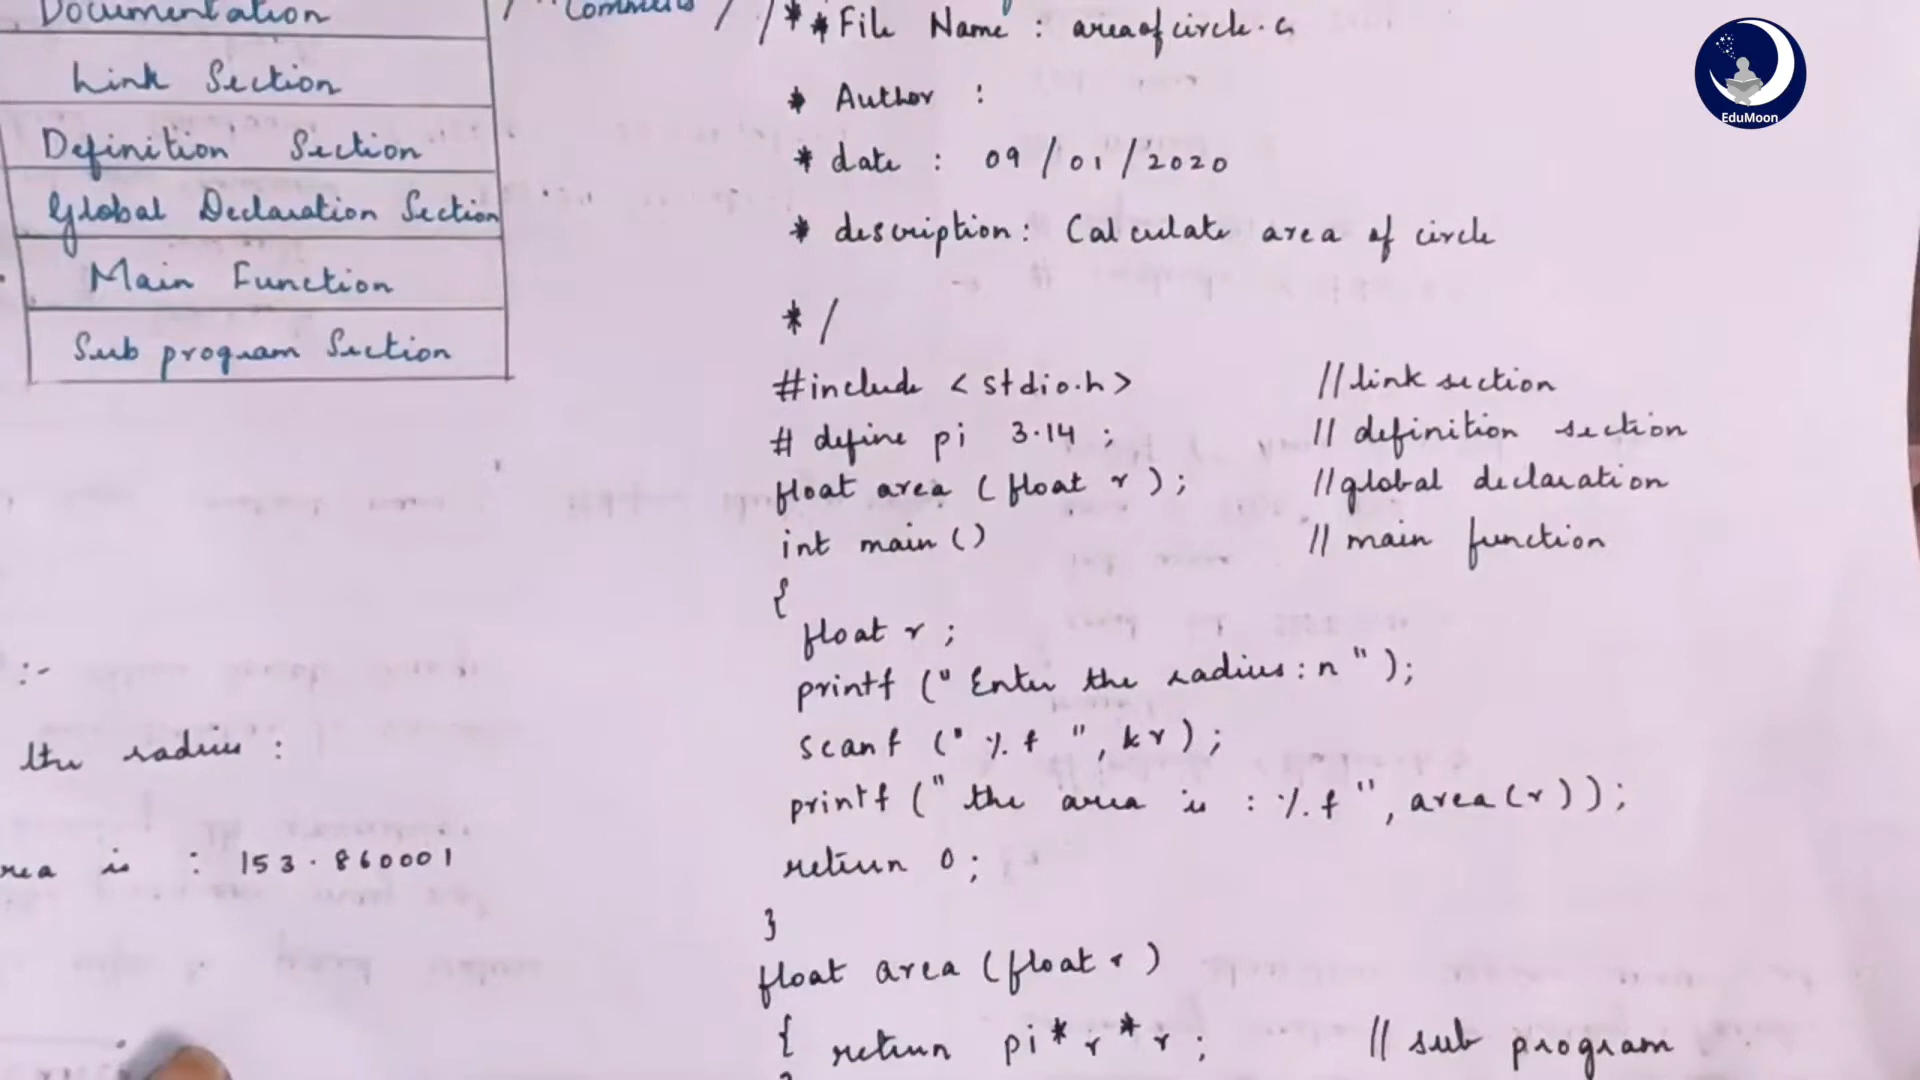 Documentation
Link Section
Definition Section
Global Declaration Section
Main Function
Sub program Section
:-
the radius :
rea is : 153.860001
/ Comments /
/** File Name : areaofcircle.c
* Author :
* date : 09/01/2020
* description: Calculate area of circle
*/
#include <stdio.h> //link section
# define pi 3.14 ; // definition section
float area (float r); //global declaration
int main() // main function
{
float r ;
printf (" Enter the radius: n ");
scanf (" %f ", &r);
printf (" the area is : %f ", area(r));
return 0;
}
float area (float r)
{ return pi*r*r; // sub program
EduMoon